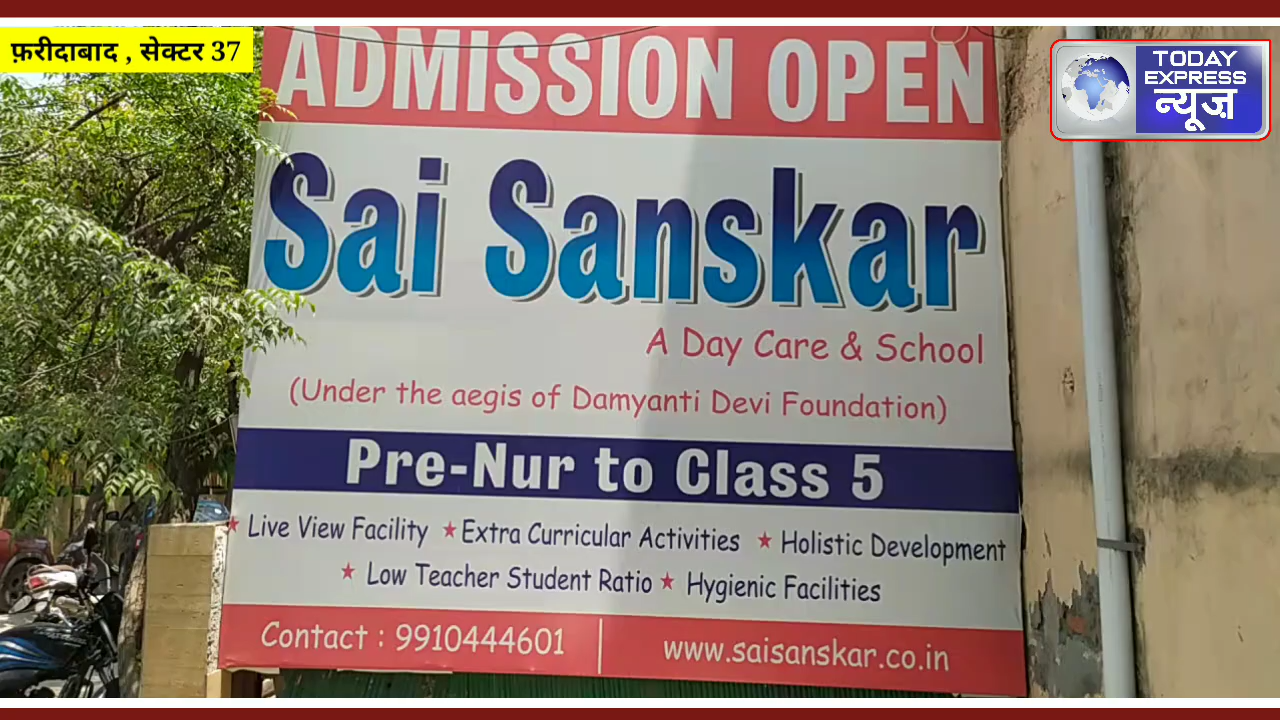 फ़रीदाबाद , सेक्टर 37
TODAY
EXPRESS
न्यूज़
ADMISSION OPEN
Sai Sanskar
A Day Care & School
(Under the aegis of Damyanti Devi Foundation)
Pre-Nur to Class 5
★ Live View Facility ★ Extra Curricular Activities ★ Holistic Development
★ Low Teacher Student Ratio ★ Hygienic Facilities
Contact : 9910444601 | www.saisanskar.co.in